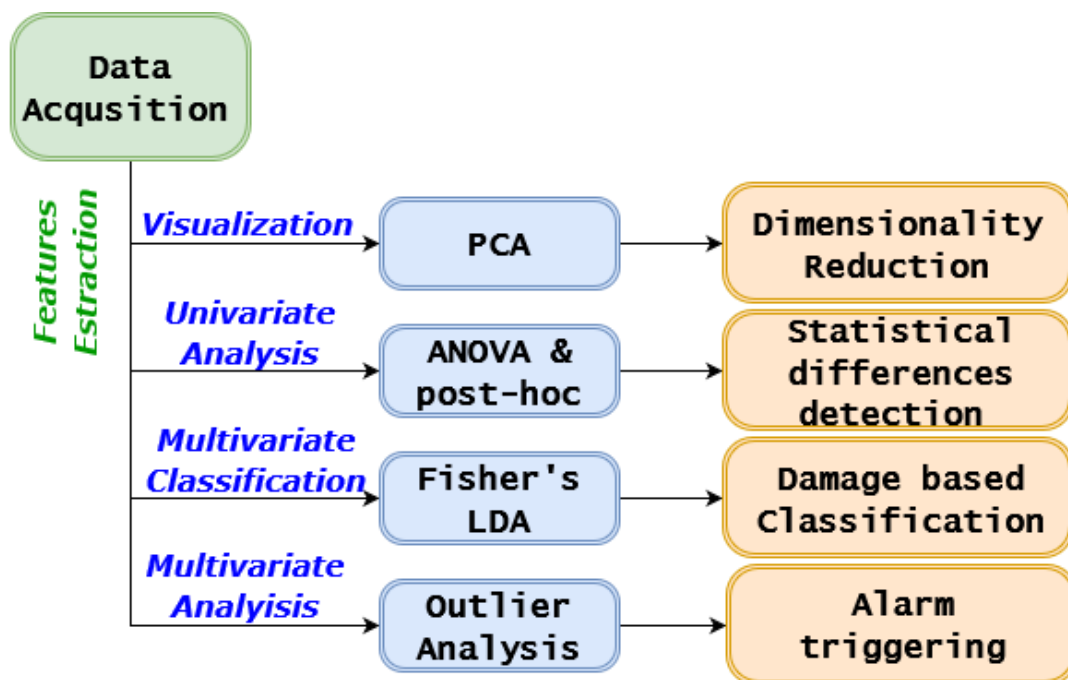 Data
Acqusition
Features
Estraction
Visualization
PCA
Dimensionality
Reduction
Univariate
Analysis
ANOVA &
post-hoc
Statistical
differences
detection
Multivariate
Classification
Fisher's
LDA
Damage based
Classification
Multivariate
Analyisis
Outlier
Analysis
Alarm
triggering